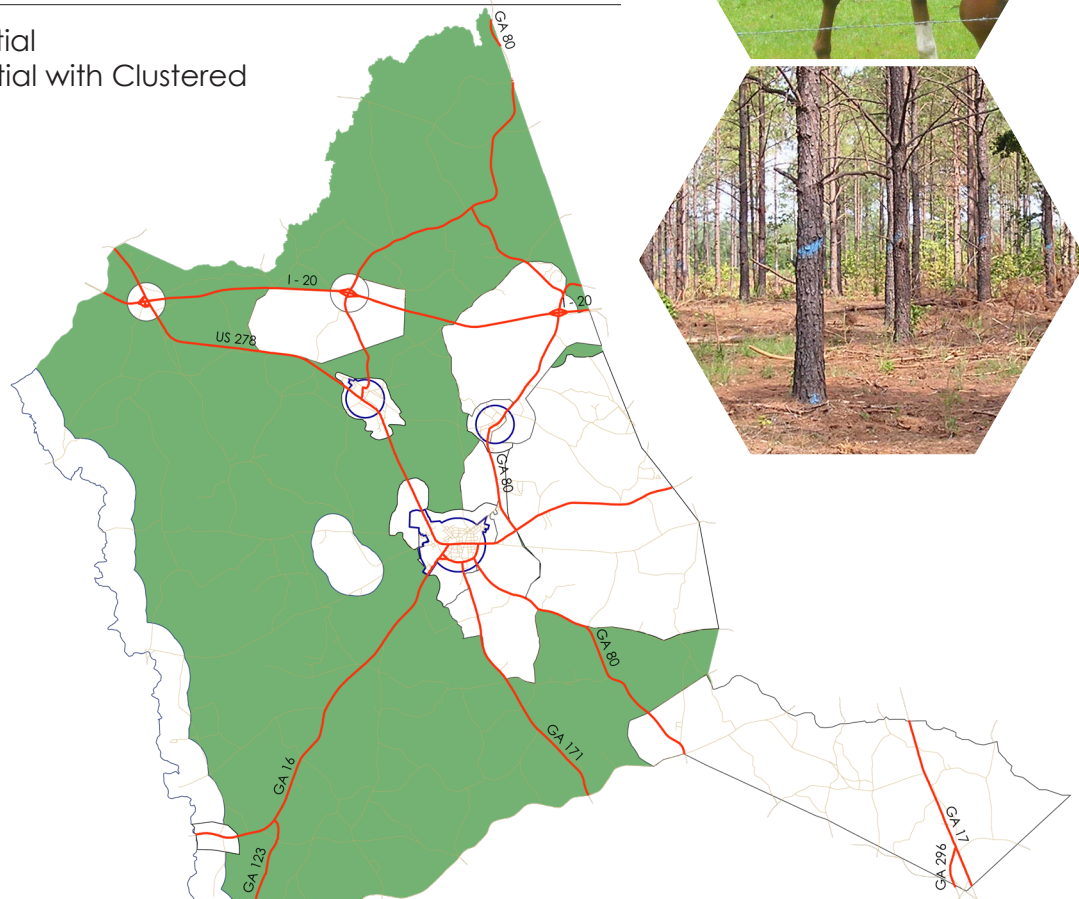 tial
tial with Clustered
GA 80
I - 20
I - 20
US 278
GA 80
GA 80
GA 171
GA 16
GA 123
GA 17
GA 296